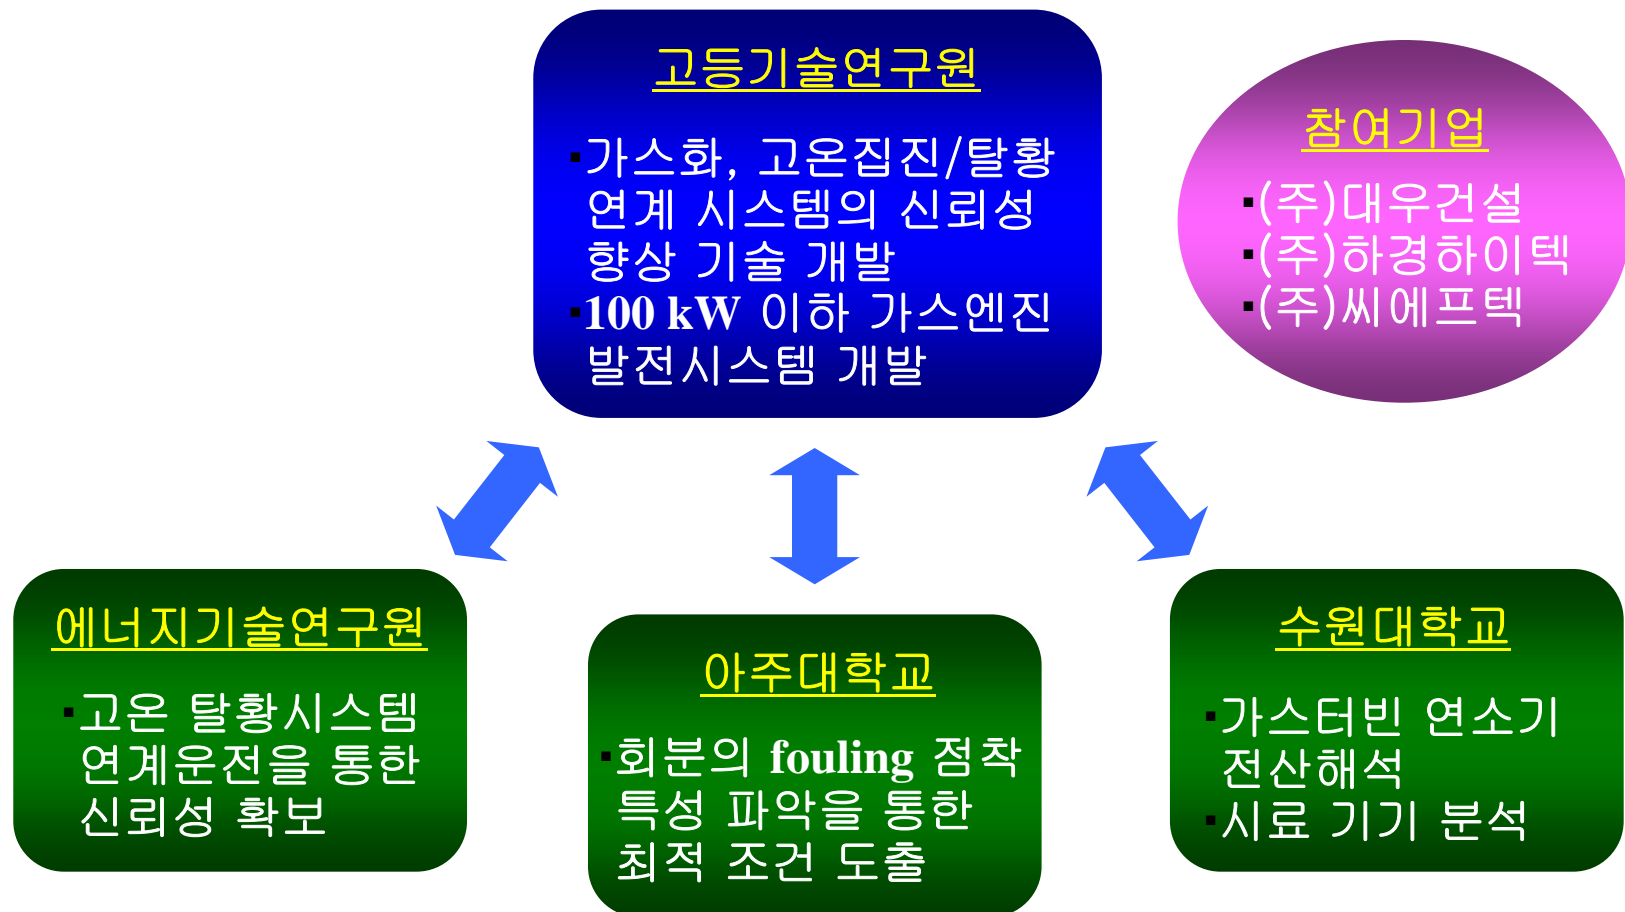 고등기술연구원
▪가스화, 고온집진/탈황
연계 시스템의 신뢰성
향상 기술 개발
▪100 kW 이하 가스엔진
발전시스템 개발
참여기업
▪(주)대우건설
▪(주)하경하이텍
▪(주)씨에프텍
에너지기술연구원
▪고온 탈황시스템
연계운전을 통한
신뢰성 확보
아주대학교
▪회분의 fouling 점착
특성 파악을 통한
최적 조건 도출
수원대학교
▪가스터빈 연소기
전산해석
▪시료 기기 분석